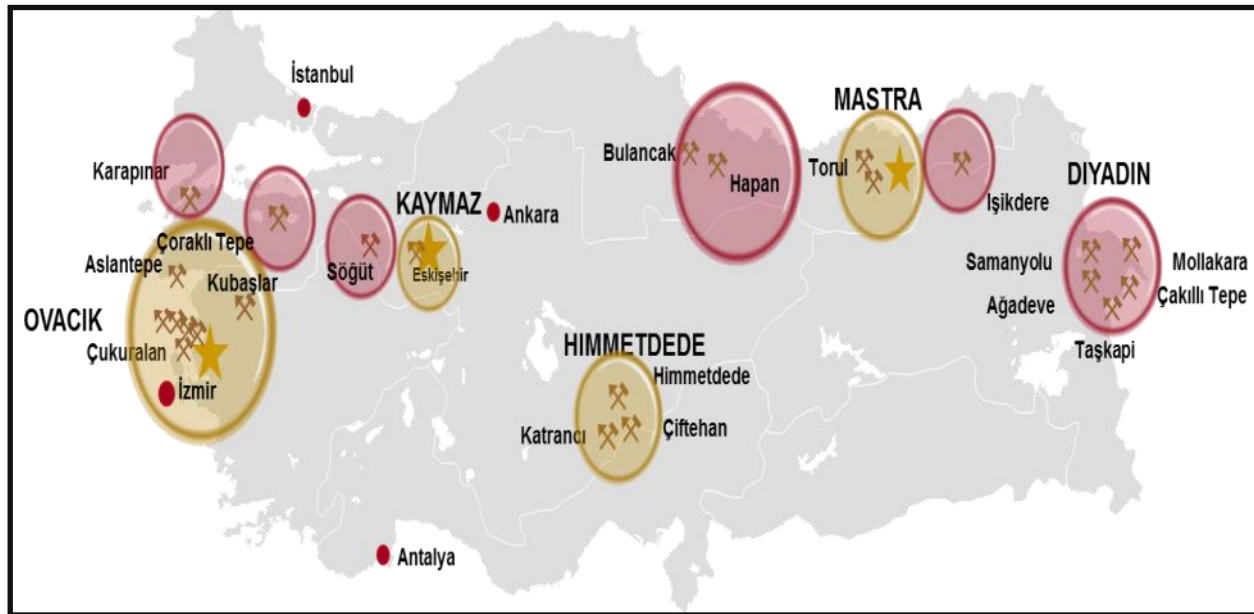 İstanbul
MASTRA
Karapınar
Bulancak
Torul
Hapan
DIYADIN
KAYMAZ
Işikdere
Ankara
Çoraklı Tepe
Aslantepe
Söğüt
Eskişehir
Kubaşlar
Samanyolu
Mollakara
Ağadeve
Çakıllı Tepe
OVACIK
Çukuralan
HIMMETDEDE
Taşkapi
Himmetdede
İzmir
Katrancı
Çiftehan
Antalya